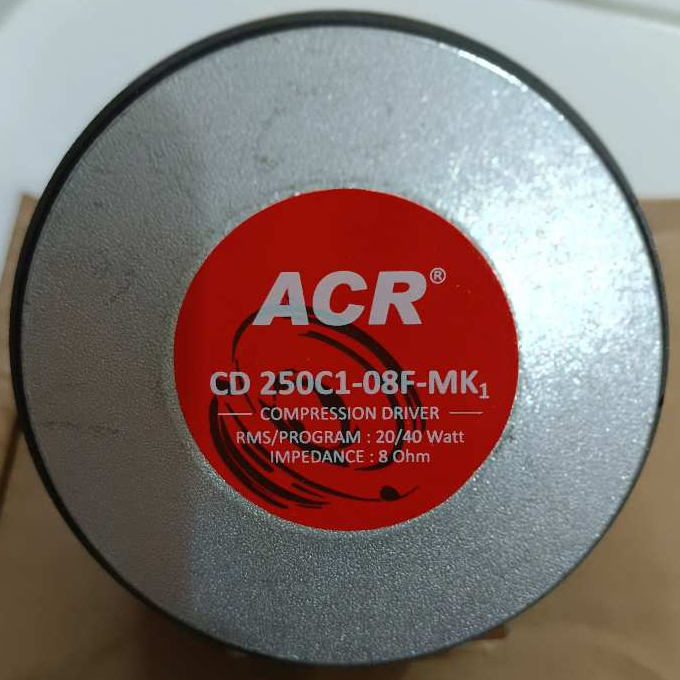 ACR®
CD 250C1-08F-MK₁
COMPRESSION DRIVER
RMS/PROGRAM : 20/40 Watt
IMPEDANCE : 8 Ohm